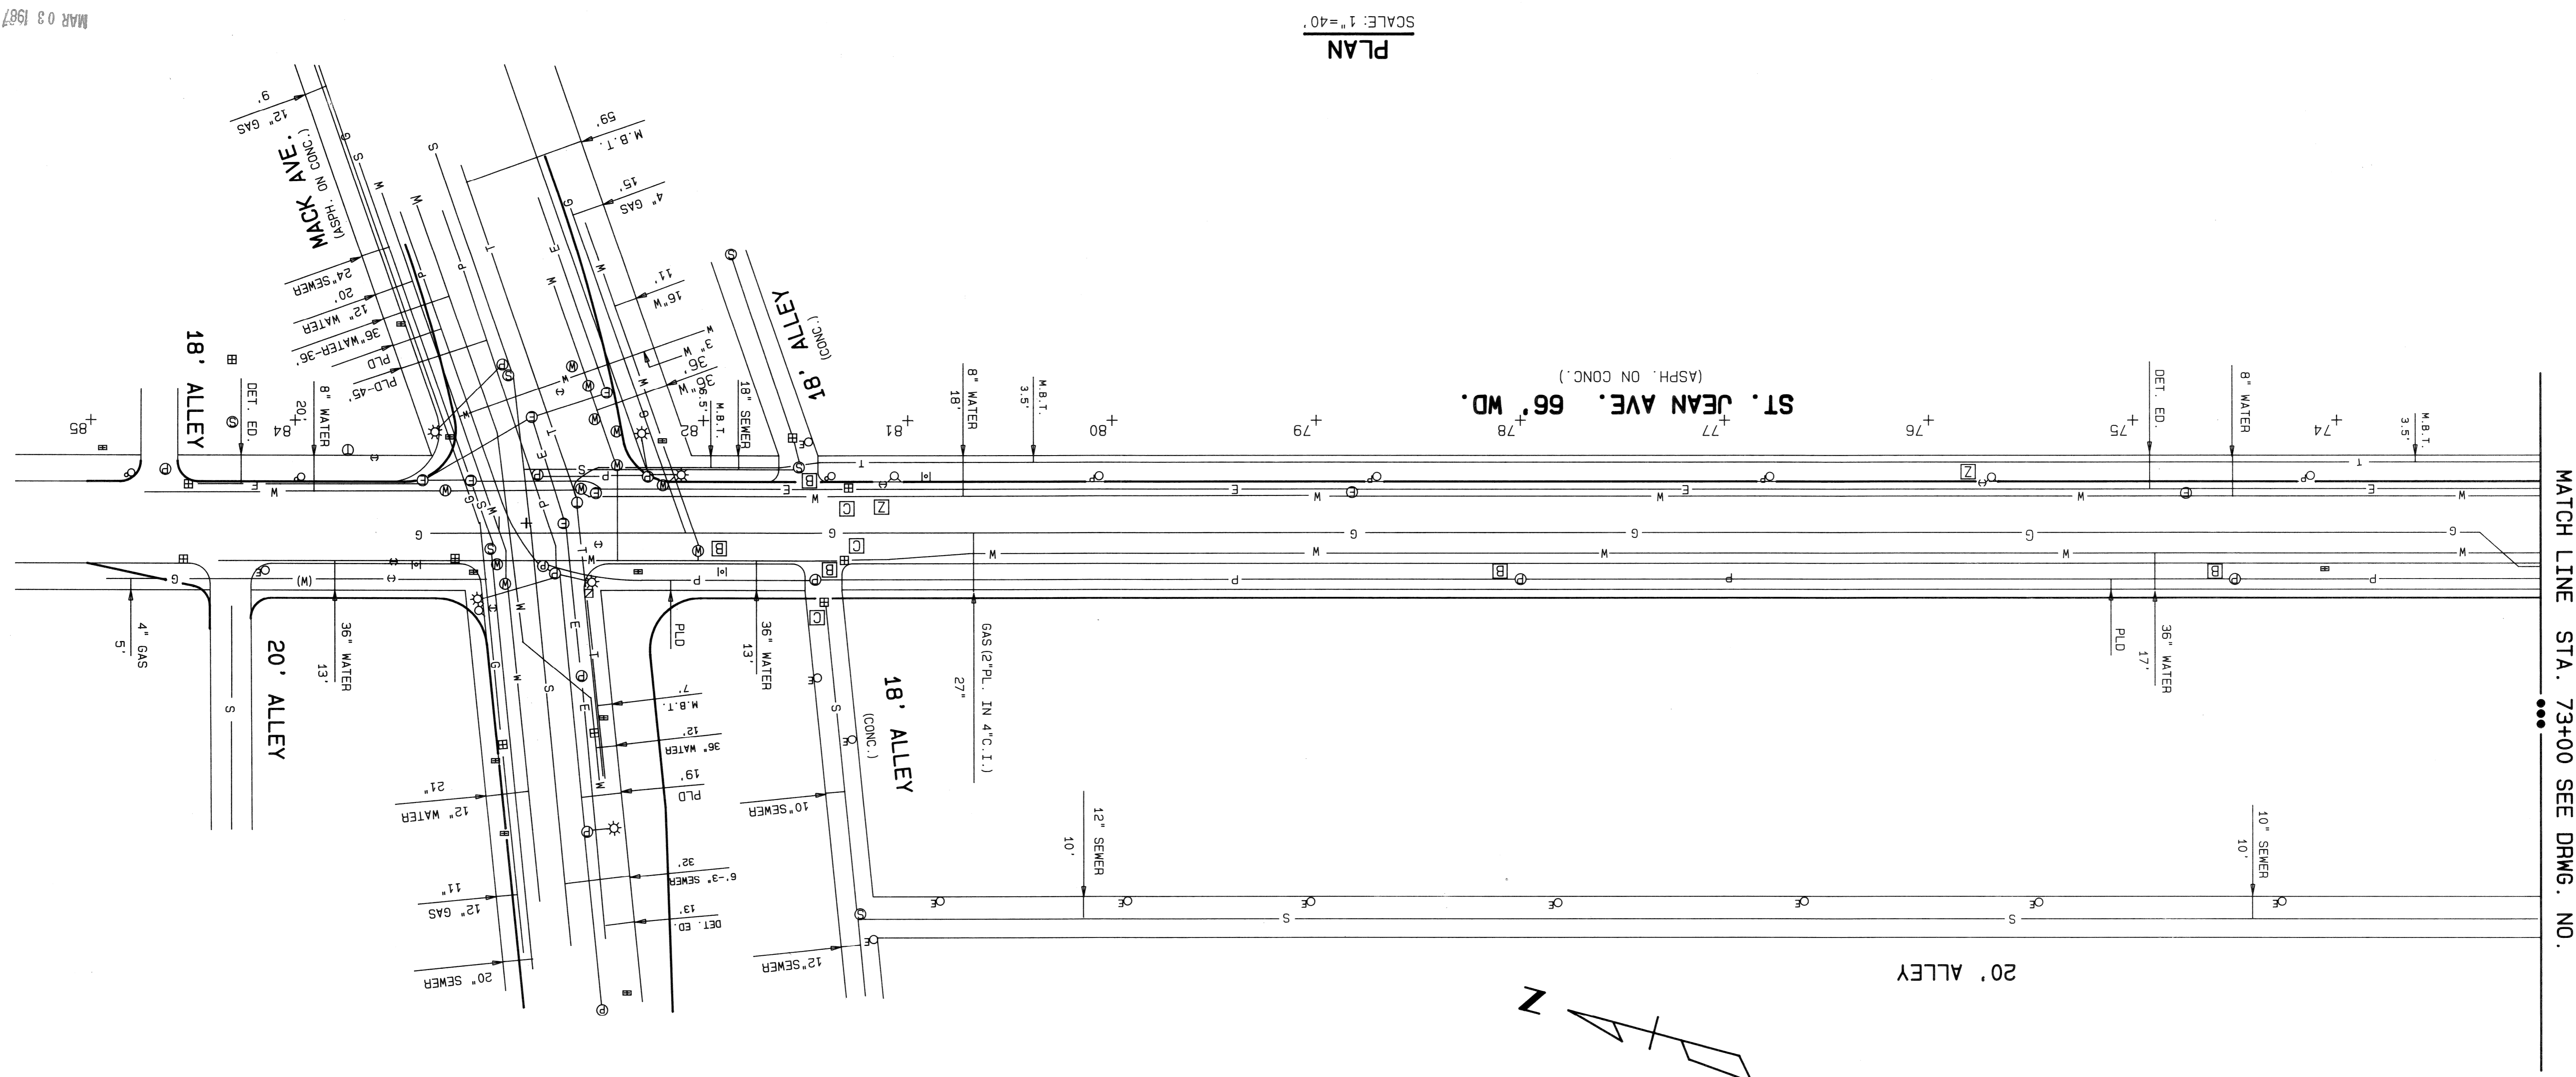 MAR 03 1987
PLAN
SCALE: 1"=40'
MATCH LINE STA. 73+00 SEE DRWG. NO.
ST. JEAN AVE. 66' WD.
(ASPH. ON CONC.)
MACK AVE.
(ASPH. ON CONC.)
12" GAS
9'
24"SEWER
20'
12" WATER
36"WATER-36'
PLD
PLD-45'
M.B.T.
59'
4" GAS
15'
16"W
11'
3" W
36'
36"W
6.5'
M.B.T.
18" SEWER
18' ALLEY
(CONC.)
18' ALLEY
DET. ED.
8" WATER
20'
8" WATER
18'
M.B.T.
3.5'
DET. ED.
8" WATER
M.B.T.
3.5'
85
84
82
81
80
79
78
77
76
75
74
4" GAS
5'
20' ALLEY
36" WATER
13'
PLD
36" WATER
13'
GAS(2"PL. IN 4"C.I.)
27"
PLD
36" WATER
17'
18' ALLEY
(CONC.)
M.B.T.
7'
36" WATER
12'
PLD
19'
6'-3" SEWER
32'
DET. ED.
13'
12" WATER
21"
12" GAS
11"
20" SEWER
10"SEWER
12"SEWER
12" SEWER
10'
10" SEWER
10'
20' ALLEY
N